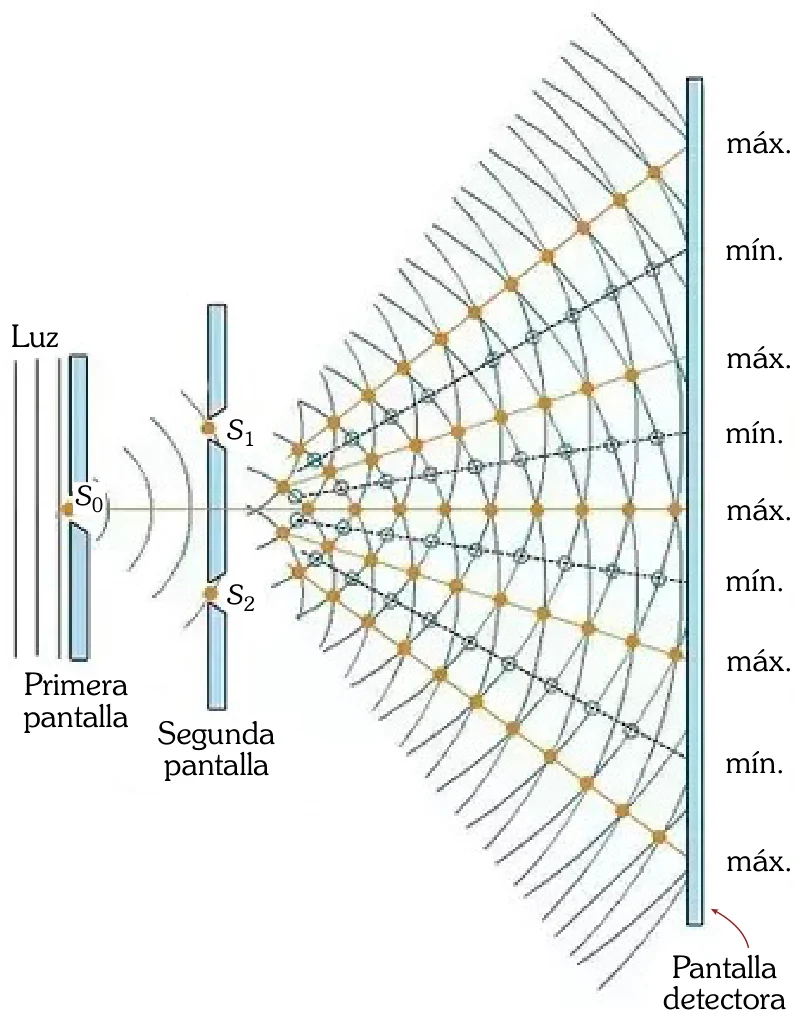 Luz
S₀
S₁
S₂
Primera
pantalla
Segunda
pantalla
máx.
mín.
máx.
mín.
máx.
mín.
máx.
mín.
máx.
Pantalla
detectora